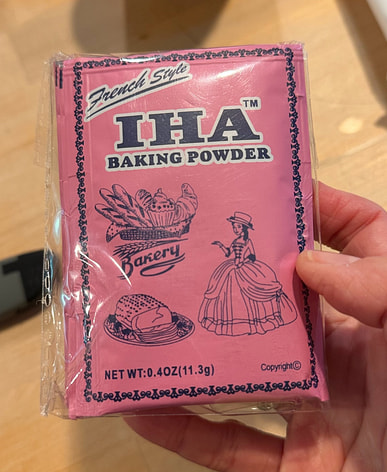 French Style
IHA™
BAKING POWDER
Bakery
NET WT:0.4OZ(11.3g)
Copyright©